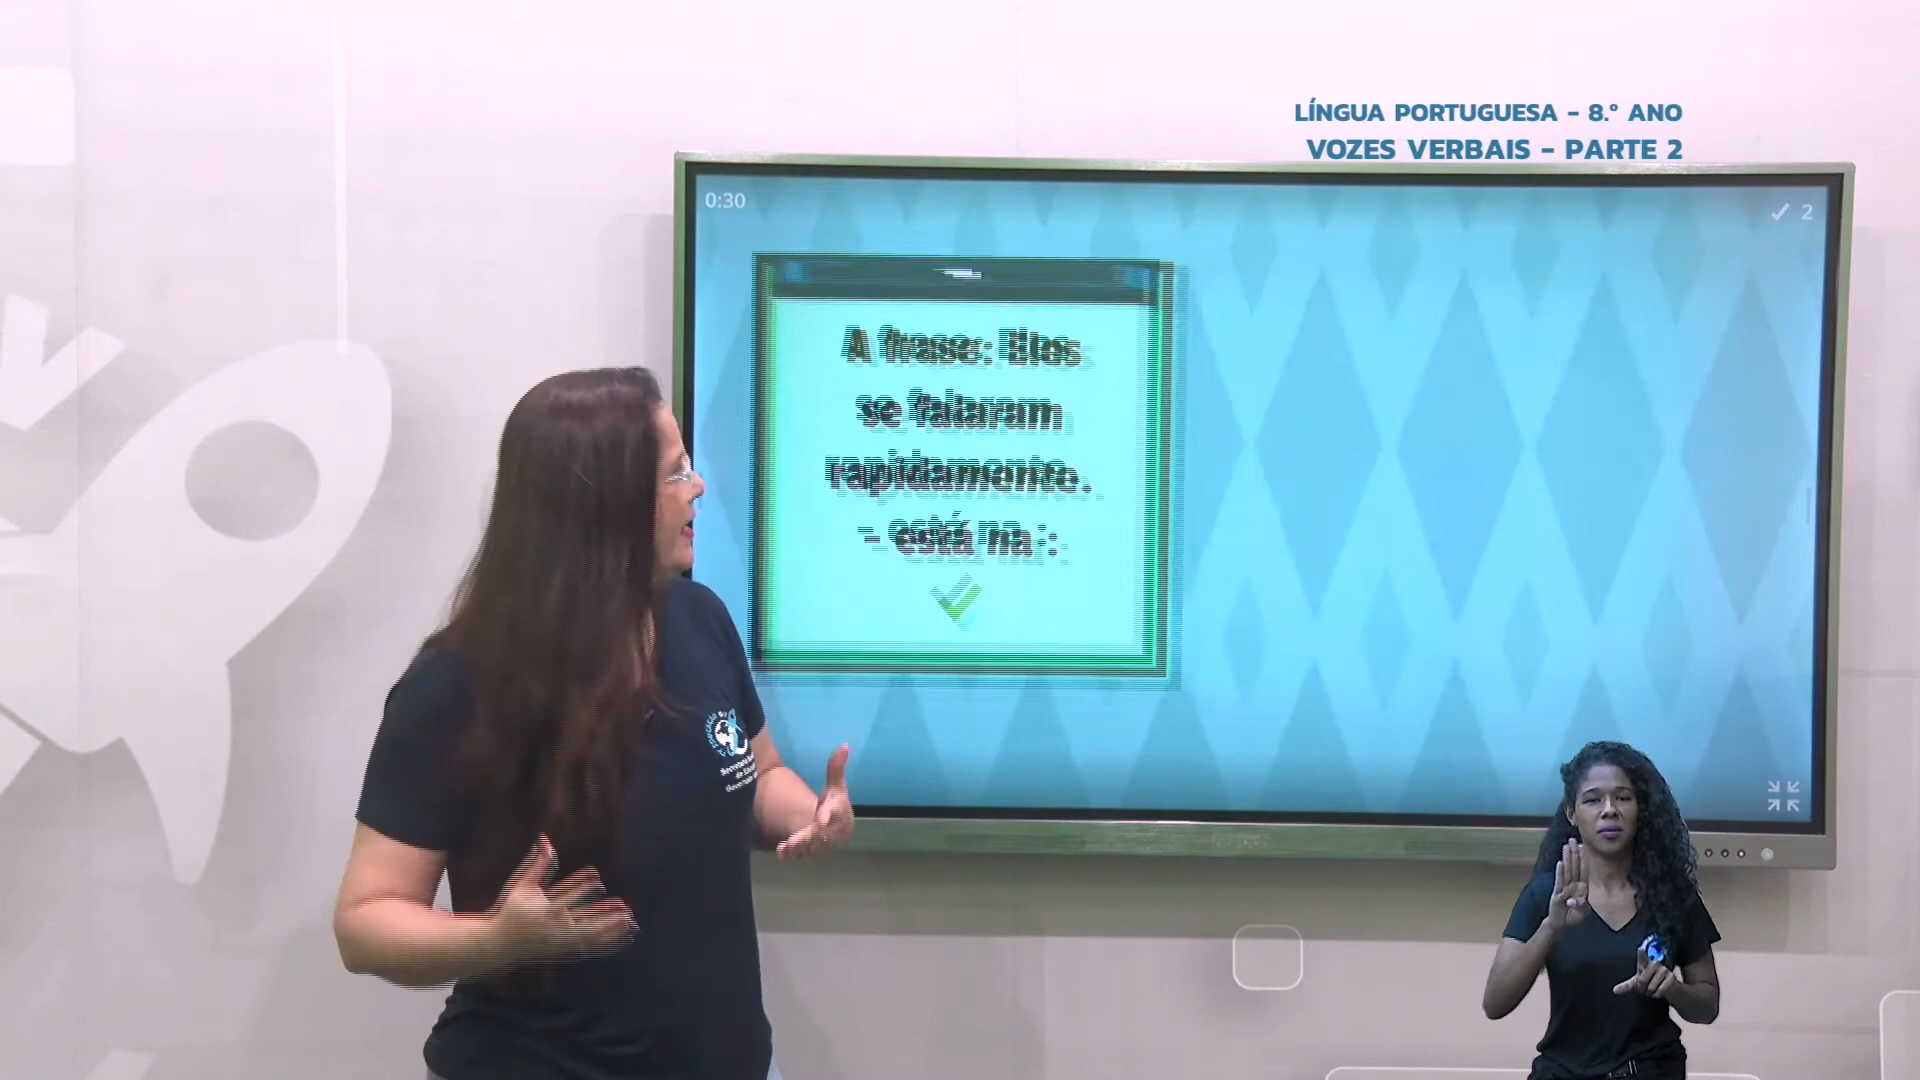 LÍNGUA PORTUGUESA - 8.º ANO
VOZES VERBAIS - PARTE 2
0:30
2
A frase: Eles
se falaram
rapidamente.
- está na :